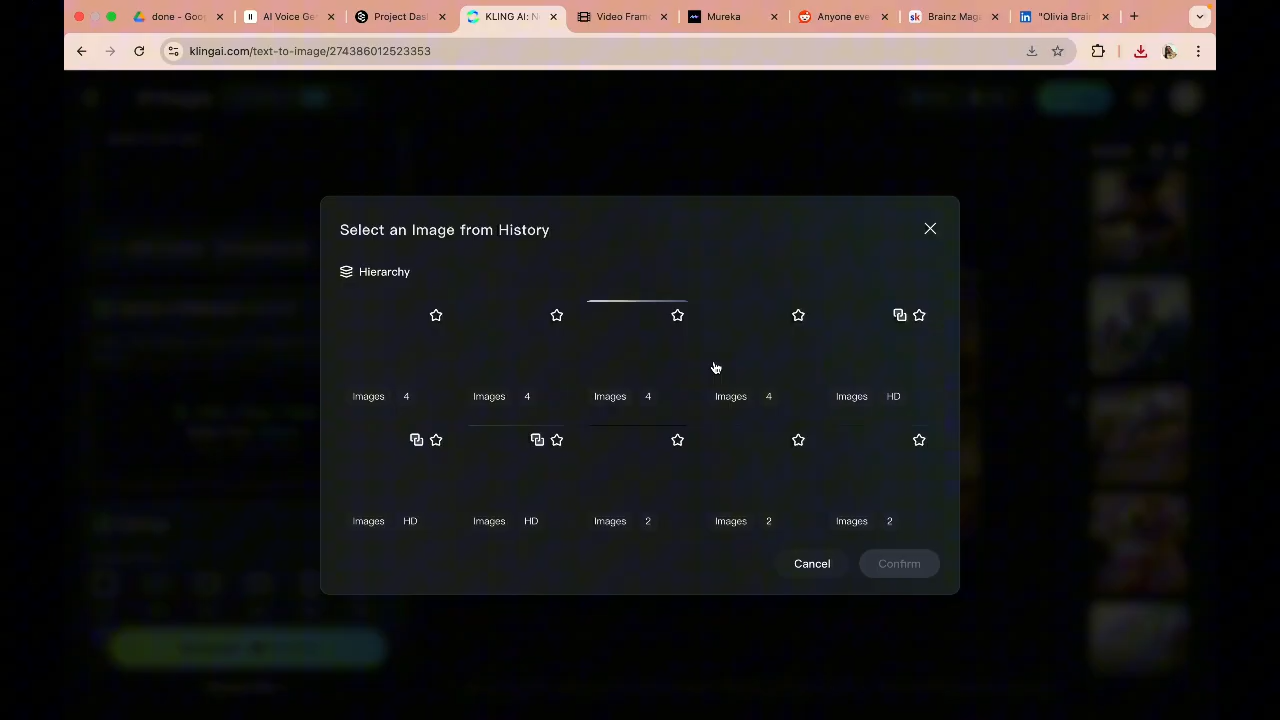 done - Goo
AI Voice Ge
Project Das
KLING AI: N
Video Fram
Mureka
Anyone eve
Brainz Mag
"Olivia Brai
klingai.com/text-to-image/274386012523353
Select an Image from History
Hierarchy
Images 4
Images 4
Images 4
Images 4
Images HD
Images HD
Images HD
Images 2
Images 2
Images 2
Cancel
Confirm